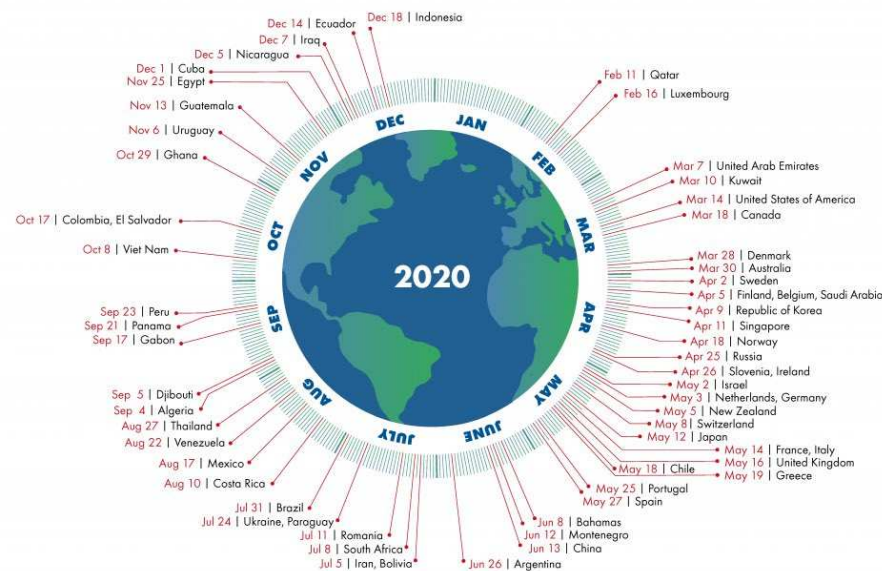 Dec 18 | Indonesia
Dec 14 | Ecuador
Dec 7 | Iraq
Dec 5 | Nicaragua
Dec 1 | Cuba
Nov 25 | Egypt
Nov 13 | Guatemala
Nov 6 | Uruguay
Oct 29 | Ghana
Oct 17 | Colombia, El Salvador
Oct 8 | Viet Nam
Sep 23 | Peru
Sep 21 | Panama
Sep 17 | Gabon
Sep 5 | Djibouti
Sep 4 | Algeria
Aug 27 | Thailand
Aug 22 | Venezuela
Aug 17 | Mexico
Aug 10 | Costa Rica
Jul 31 | Brazil
Jul 24 | Ukraine, Paraguay
Jul 11 | Romania
Jul 8 | South Africa
Jul 5 | Iran, Bolivia
JAN
FEB
MAR
APR
MAY
JUNE
JULY
AUG
SEP
OCT
NOV
DEC
2020
Feb 11 | Qatar
Feb 16 | Luxembourg
Mar 7 | United Arab Emirates
Mar 10 | Kuwait
Mar 14 | United States of America
Mar 18 | Canada
Mar 28 | Denmark
Mar 30 | Australia
Apr 2 | Sweden
Apr 5 | Finland, Belgium, Saudi Arabia
Apr 9 | Republic of Korea
Apr 11 | Singapore
Apr 18 | Norway
Apr 25 | Russia
Apr 26 | Slovenia, Ireland
May 2 | Israel
May 3 | Netherlands, Germany
May 5 | New Zealand
May 8 | Switzerland
May 12 | Japan
May 14 | France, Italy
May 16 | United Kingdom
May 18 | Chile
May 19 | Greece
May 25 | Portugal
May 27 | Spain
Jun 8 | Bahamas
Jun 12 | Montenegro
Jun 13 | China
Jun 26 | Argentina